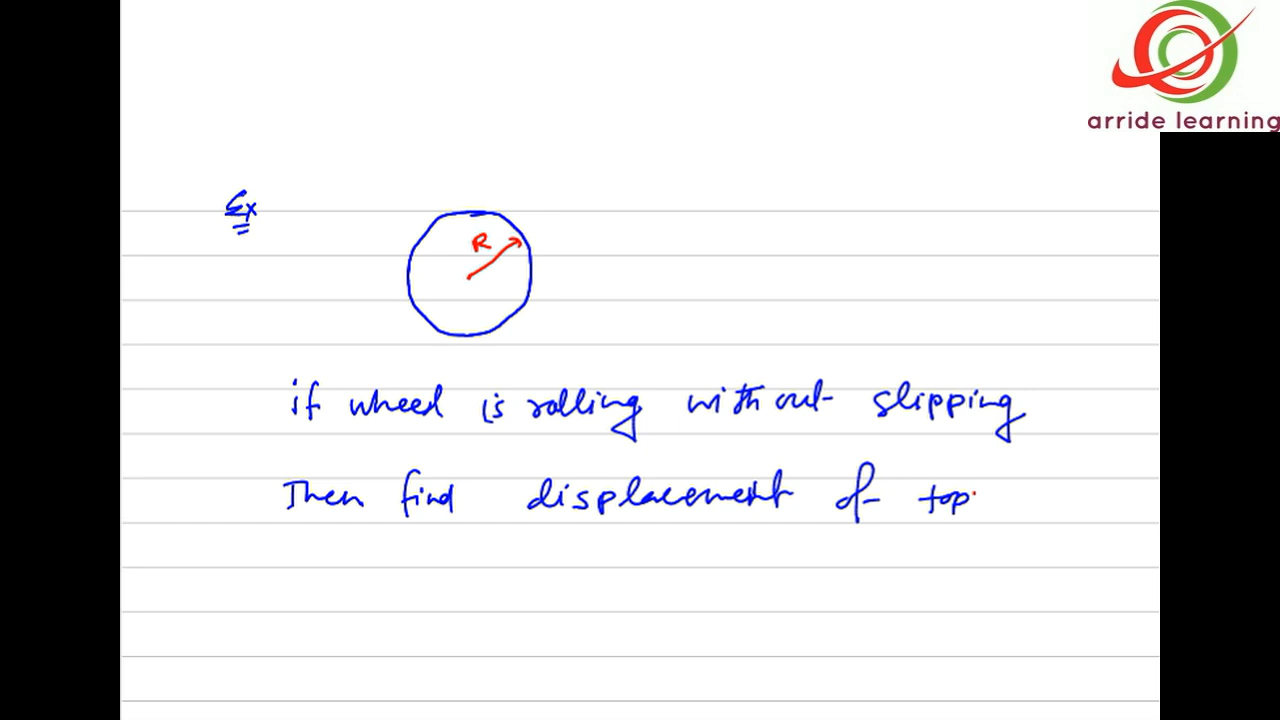 arride learning
Ex
R
if wheel is rolling without slipping
Then find displacement of top